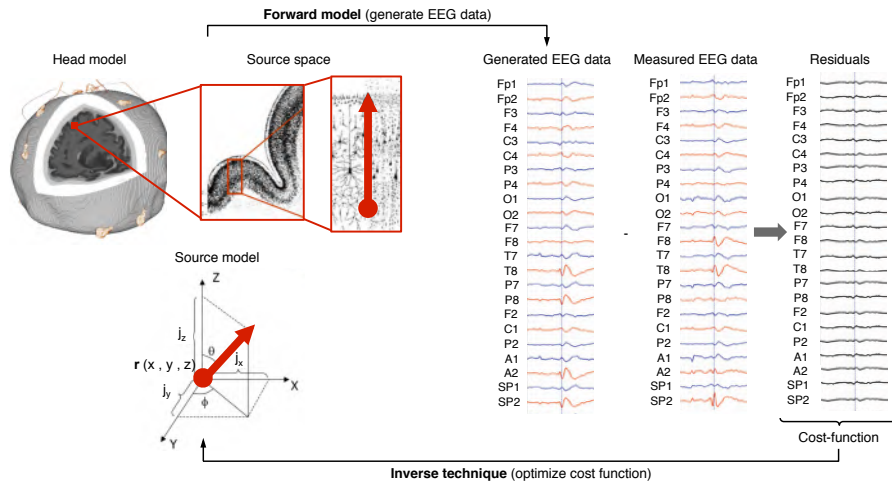 Forward model (generate EEG data)
Head model
Source space
Generated EEG data
Measured EEG data
Residuals
Fp1
Fp2
F3
F4
C3
C4
P3
P4
O1
O2
F7
F8
T7
T8
P7
P8
F2
C1
P2
A1
A2
SP1
SP2
-
Fp1
Fp2
F3
F4
C3
C4
P3
P4
O1
O2
F7
F8
T7
T8
P7
P8
F2
C1
P2
A1
A2
SP1
SP2
Fp1
Fp2
F3
F4
C3
C4
P3
P4
O1
O2
F7
F8
T7
T8
P7
P8
F2
C1
P2
A1
A2
SP1
SP2
Source model
Z
jz
θ
r (x , y , z)
jx
X
jy
ϕ
Y
Cost-function
Inverse technique (optimize cost function)